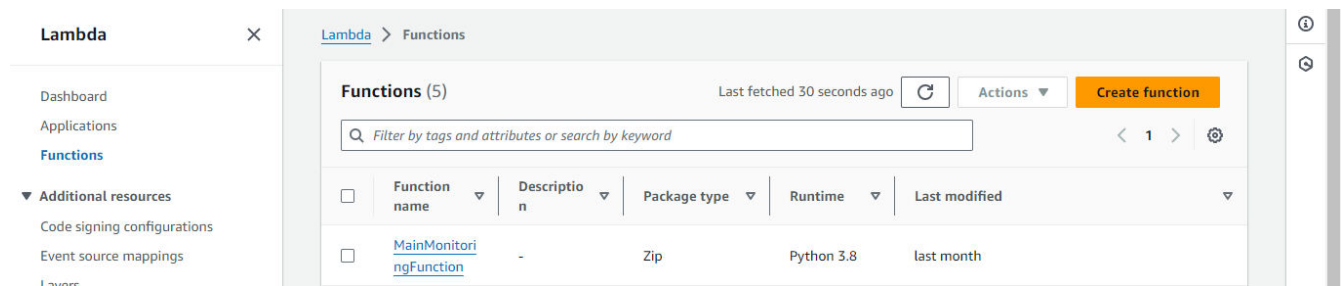 Lambda
Dashboard
Applications
Functions
Additional resources
Code signing configurations
Event source mappings
Layers
Lambda > Functions
Functions (5)
Last fetched 30 seconds ago
Actions
Create function
Filter by tags and attributes or search by keyword
1
Function
name
Descriptio
n
Package type
Runtime
Last modified
MainMonitori
ngFunction
-
Zip
Python 3.8
last month